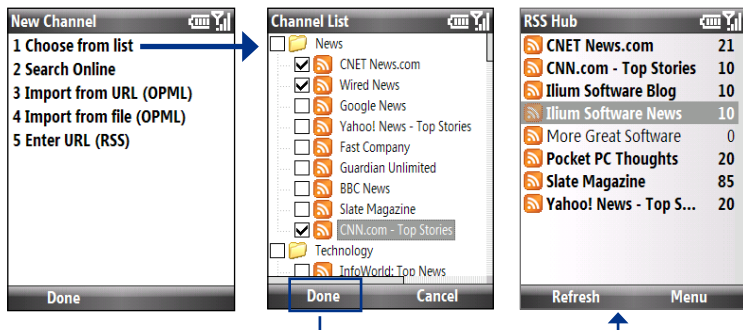 New Channel
1 Choose from list
2 Search Online
3 Import from URL (OPML)
4 Import from file (OPML)
5 Enter URL (RSS)
Done
Channel List
News
CNET News.com
Wired News
Google News
Yahoo! News - Top Stories
Fast Company
Guardian Unlimited
BBC News
Slate Magazine
CNN.com - Top Stories
Technology
InfoWorld: Top News
Done Cancel
RSS Hub
CNET News.com 21
CNN.com - Top Stories 10
Ilium Software Blog 10
Ilium Software News 10
More Great Software 0
Pocket PC Thoughts 20
Slate Magazine 85
Yahoo! News - Top S... 20
Refresh Menu